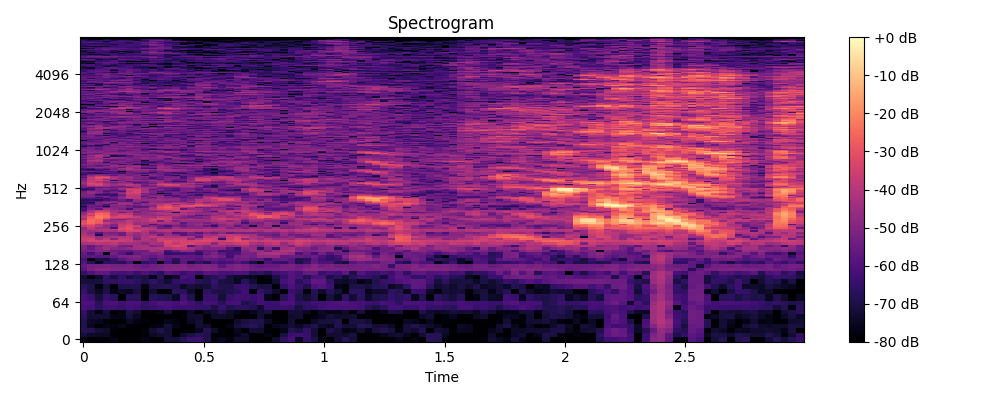 Spectrogram
4096
2048
1024
512
256
128
64
0
Hz
0
0.5
1
1.5
2
2.5
Time
+0 dB
-10 dB
-20 dB
-30 dB
-40 dB
-50 dB
-60 dB
-70 dB
-80 dB